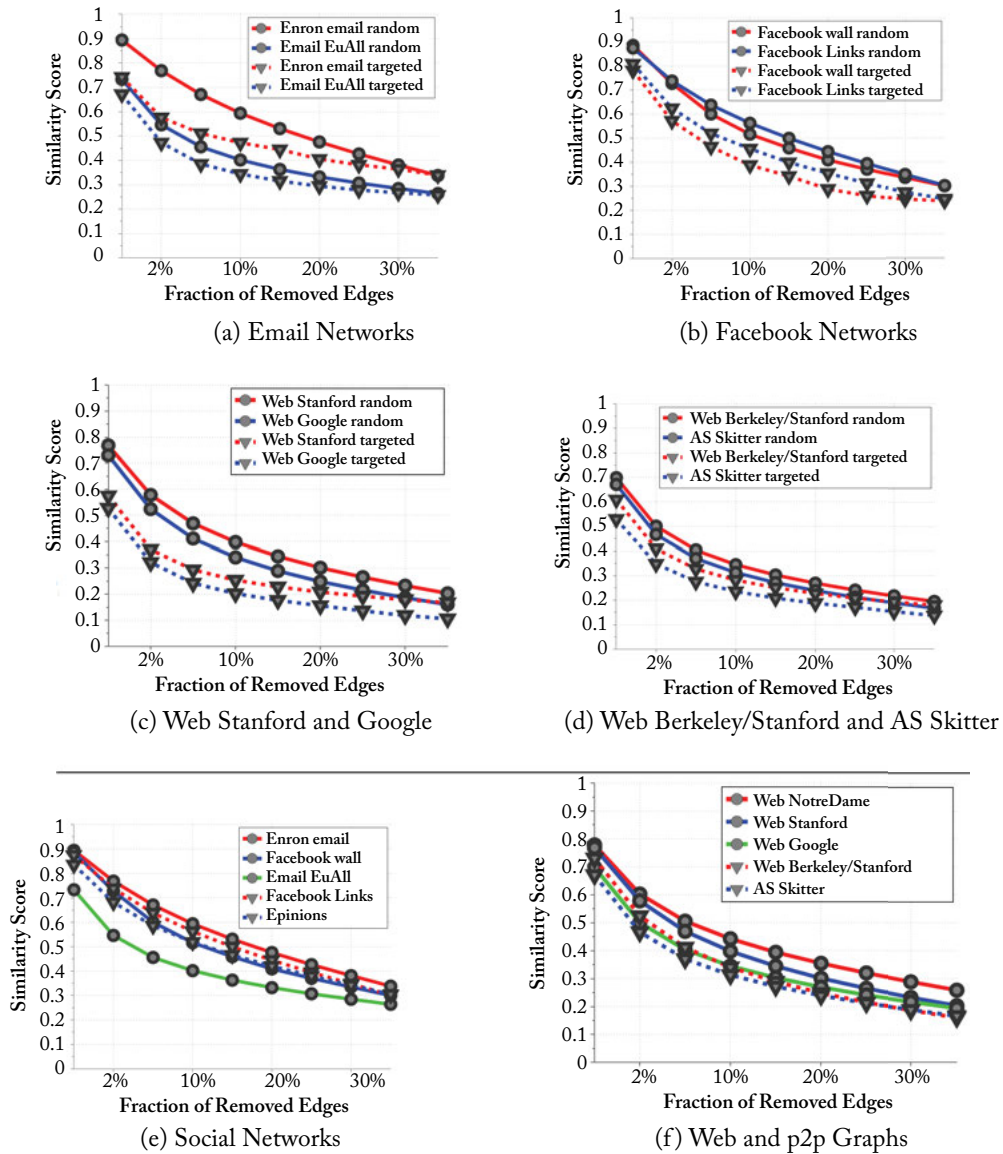 1
0.9
0.8
0.7
0.6
0.5
0.4
0.3
0.2
0.1
0
Similarity Score
Enron email random
Email EuAll random
Enron email targeted
Email EuAll targeted
2% 10% 20% 30%
Fraction of Removed Edges
(a) Email Networks
1
0.9
0.8
0.7
0.6
0.5
0.4
0.3
0.2
0.1
0
Similarity Score
Facebook wall random
Facebook Links random
Facebook wall targeted
Facebook Links targeted
2% 10% 20% 30%
Fraction of Removed Edges
(b) Facebook Networks
1
0.9
0.8
0.7
0.6
0.5
0.4
0.3
0.2
0.1
0
Similarity Score
Web Stanford random
Web Google random
Web Stanford targeted
Web Google targeted
2% 10% 20% 30%
Fraction of Removed Edges
(c) Web Stanford and Google
1
0.9
0.8
0.7
0.6
0.5
0.4
0.3
0.2
0.1
0
Similarity Score
Web Berkeley/Stanford random
AS Skitter random
Web Berkeley/Stanford targeted
AS Skitter targeted
2% 10% 20% 30%
Fraction of Removed Edges
(d) Web Berkeley/Stanford and AS Skitter
1
0.9
0.8
0.7
0.6
0.5
0.4
0.3
0.2
0.1
0
Similarity Score
Enron email
Facebook wall
Email EuAll
Facebook Links
Epinions
2% 10% 20% 30%
Fraction of Removed Edges
(e) Social Networks
1
0.9
0.8
0.7
0.6
0.5
0.4
0.3
0.2
0.1
0
Similarity Score
Web NotreDame
Web Stanford
Web Google
Web Berkeley/Stanford
AS Skitter
2% 10% 20% 30%
Fraction of Removed Edges
(f) Web and p2p Graphs